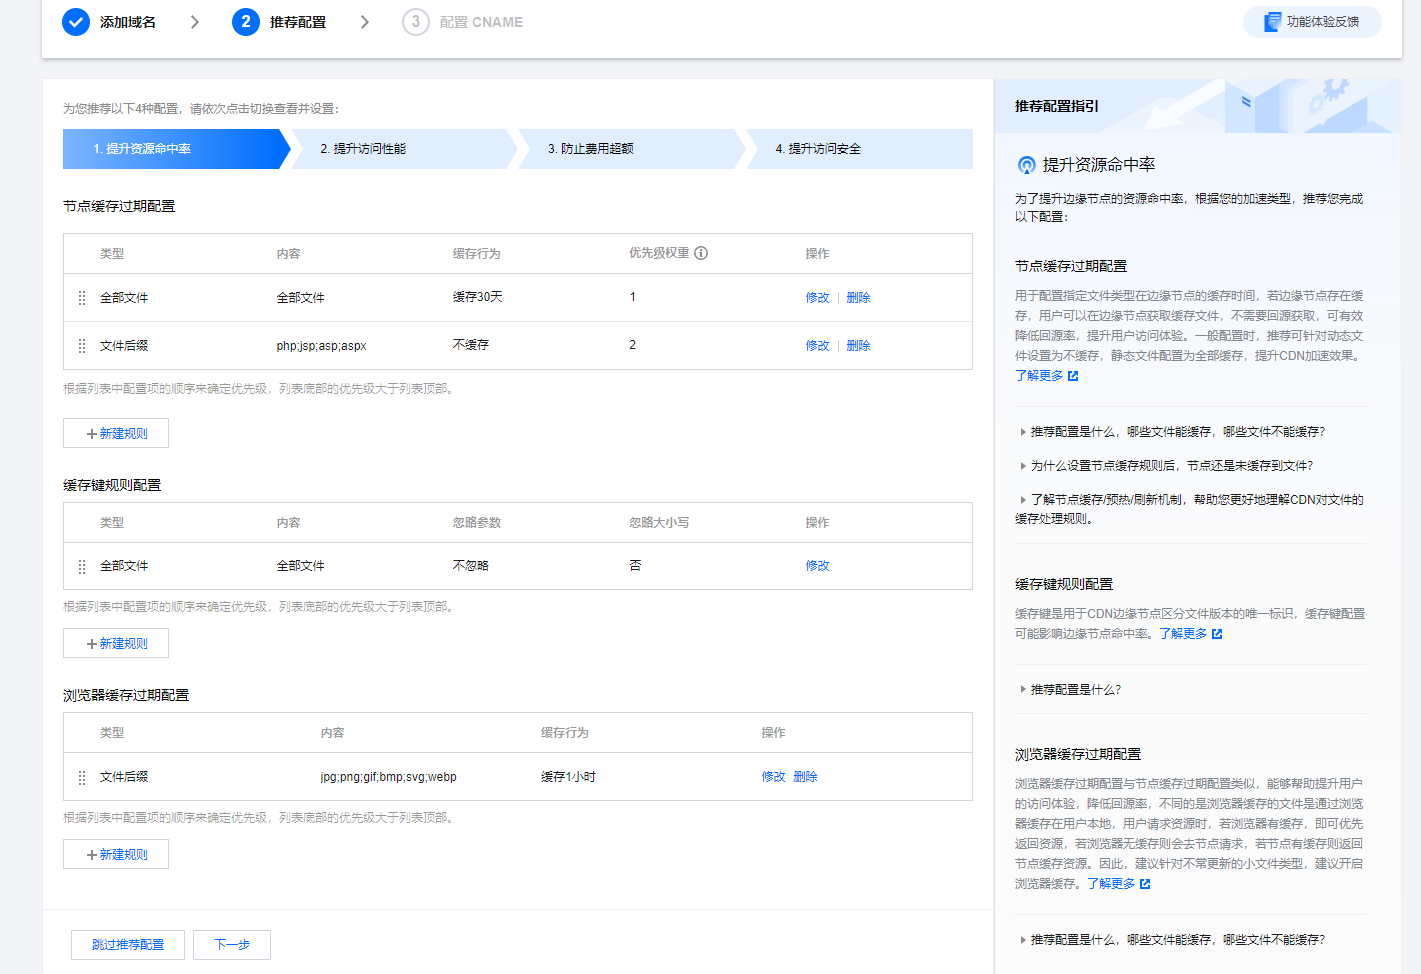 添加域名
2 推荐配置
3 配置 CNAME
功能体验反馈
为您推荐以下4种配置，请依次点击切换查看并设置：
1. 提升资源命中率
2. 提升访问性能
3. 防止费用超额
4. 提升访问安全
节点缓存过期配置
类型 内容 缓存行为 优先级权重 操作
全部文件 全部文件 缓存30天 1 修改 | 删除
文件后缀 php;jsp;asp;aspx 不缓存 2 修改 | 删除
根据列表中配置项的顺序来确定优先级，列表底部的优先级大于列表顶部。
+新建规则
缓存键规则配置
类型 内容 忽略参数 忽略大小写 操作
全部文件 全部文件 不忽略 否 修改
根据列表中配置项的顺序来确定优先级，列表底部的优先级大于列表顶部。
+新建规则
浏览器缓存过期配置
类型 内容 缓存行为 操作
文件后缀 jpg;png;gif;bmp;svg;webp 缓存1小时 修改 删除
根据列表中配置项的顺序来确定优先级，列表底部的优先级大于列表顶部。
+新建规则
跳过推荐配置 下一步
推荐配置指引
提升资源命中率
为了提升边缘节点的资源命中率，根据您的加速类型，推荐您完成
以下配置：
节点缓存过期配置
用于配置指定文件类型在边缘节点的缓存时间，若边缘节点存在缓
存，用户可以在边缘节点获取缓存文件，不需要回源获取，可有效
降低回源率，提升用户访问体验。一般配置时，推荐可针对动态文
件设置为不缓存，静态文件配置为全部缓存，提升CDN加速效果。
了解更多
推荐配置是什么，哪些文件能缓存，哪些文件不能缓存？
为什么设置节点缓存规则后，节点还是未缓存到文件？
了解节点缓存/预热/刷新机制，帮助您更好地理解CDN对文件的
缓存处理规则。
缓存键规则配置
缓存键是用于CDN边缘节点区分文件版本的唯一标识，缓存键配置
可能影响边缘节点命中率。了解更多
推荐配置是什么？
浏览器缓存过期配置
浏览器缓存过期配置与节点缓存过期配置类似，能够帮助提升用户
的访问体验，降低回源率，不同的是浏览器缓存的文件是通过浏览
器缓存在用户本地，用户请求资源时，若浏览器有缓存，即可优先
返回资源，若浏览器无缓存则会去节点请求，若节点有缓存则返回
节点缓存资源。因此，建议针对不常更新的小文件类型，建议开启
浏览器缓存。了解更多
推荐配置是什么，哪些文件能缓存，哪些文件不能缓存？